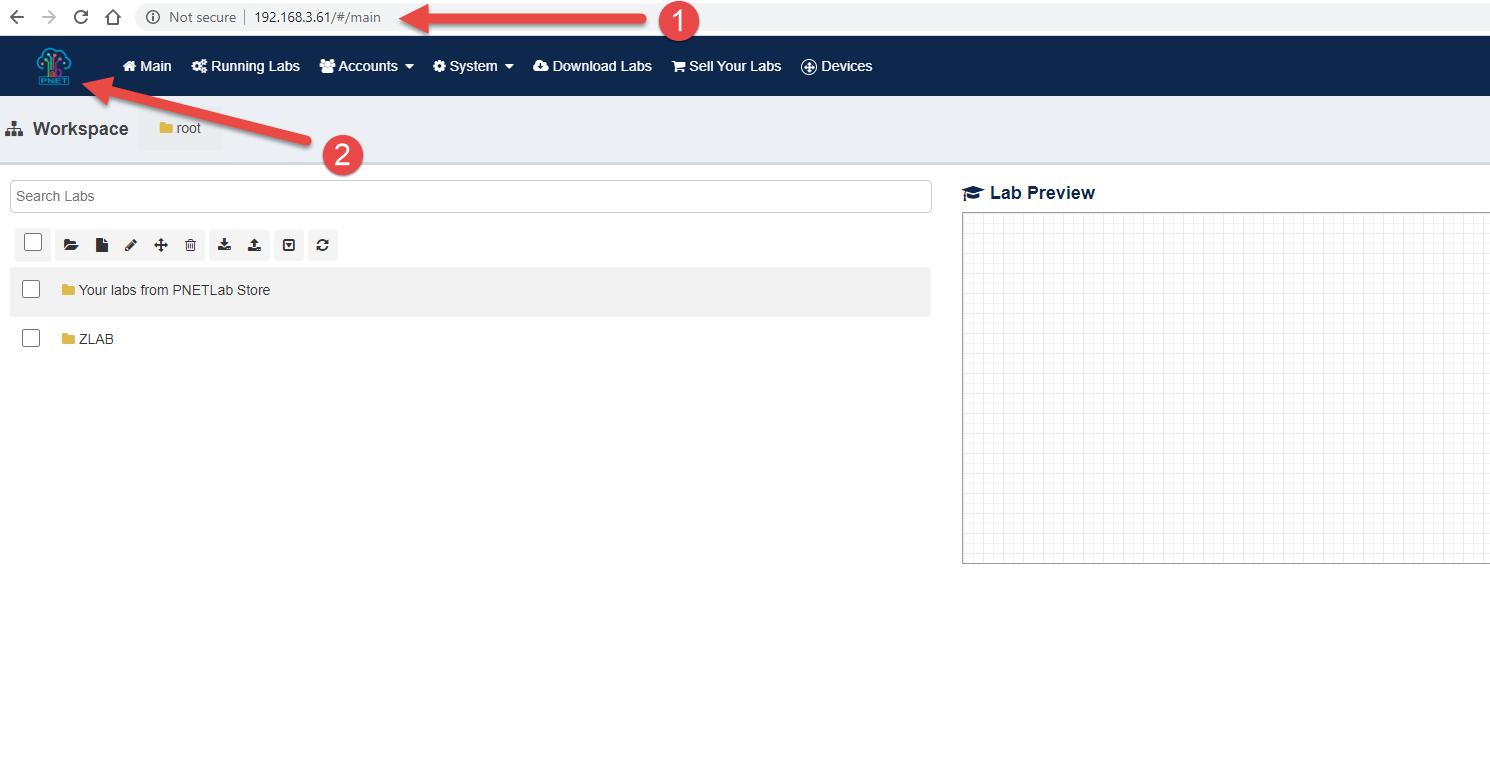 Not secure 192.168.3.61/#/main
1
Lab
PNET
Main Running Labs Accounts System Download Labs Sell Your Labs Devices
Workspace root
2
Search Labs
Lab Preview
Your labs from PNETLab Store
ZLAB